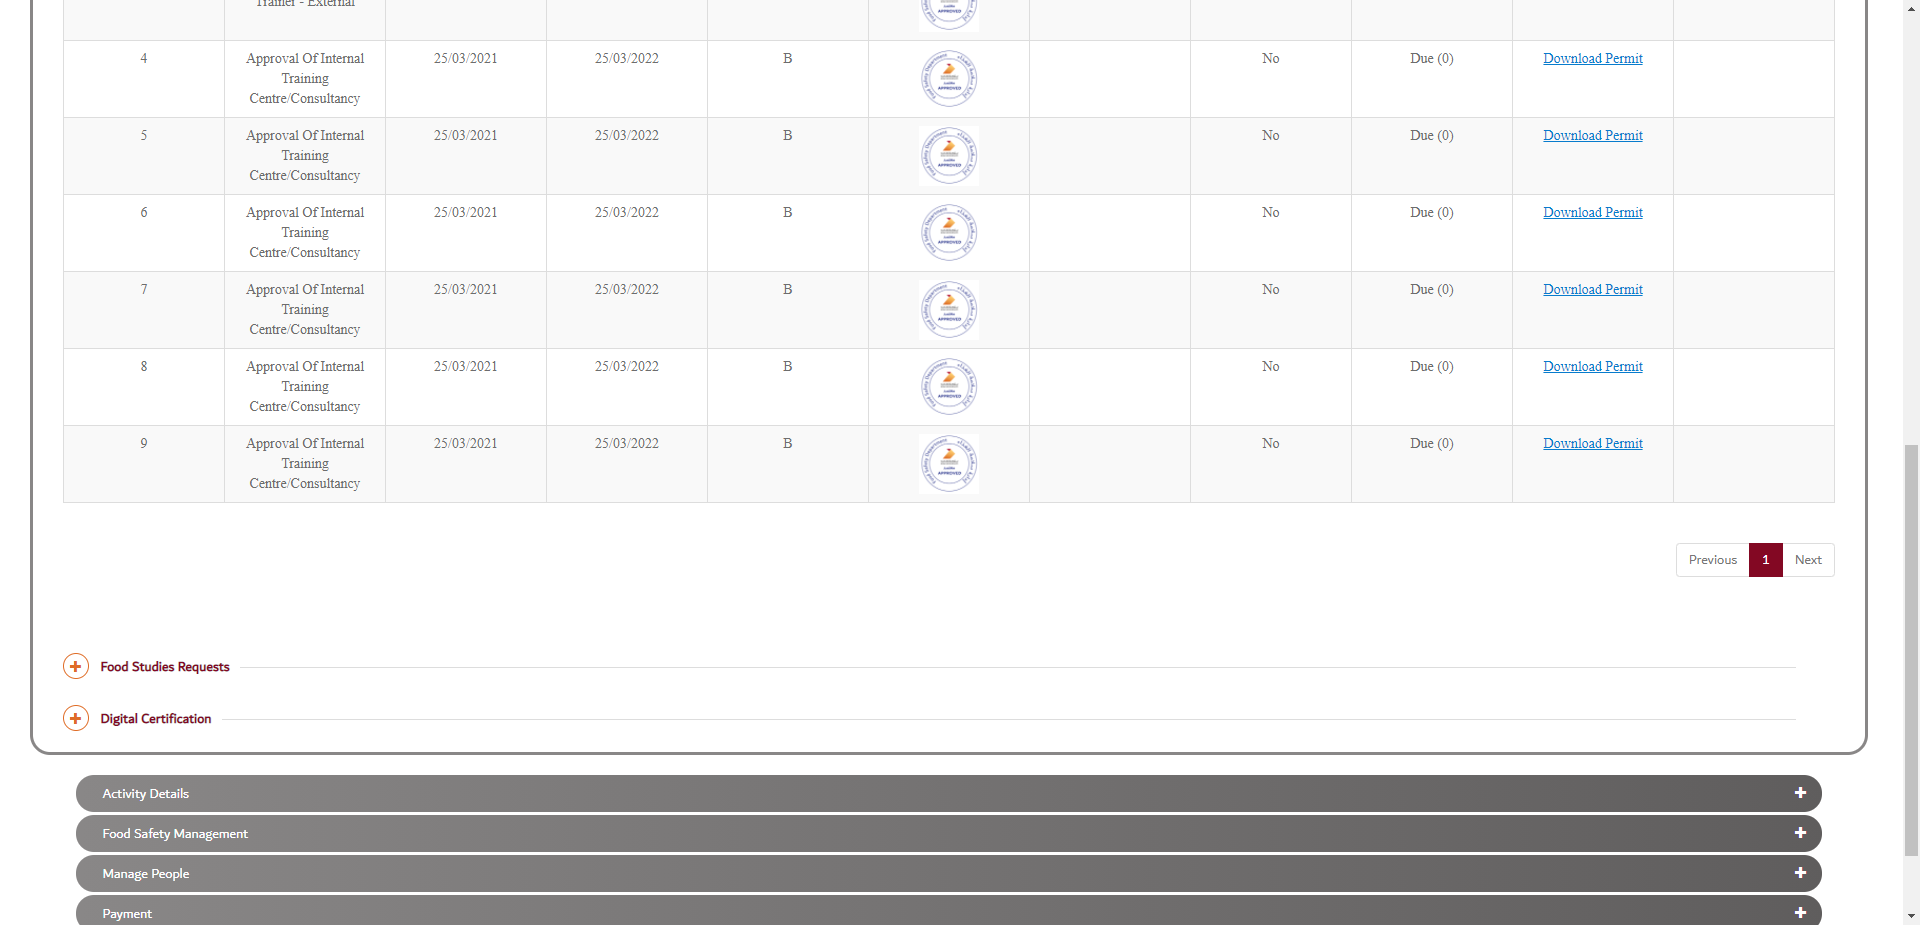 Trainer - External
4 Approval Of Internal 25/03/2021 25/03/2022 B No Due (0) Download Permit
Training
Centre/Consultancy
APPROVED
5 Approval Of Internal 25/03/2021 25/03/2022 B No Due (0) Download Permit
Training
Centre/Consultancy
APPROVED
6 Approval Of Internal 25/03/2021 25/03/2022 B No Due (0) Download Permit
Training
Centre/Consultancy
APPROVED
7 Approval Of Internal 25/03/2021 25/03/2022 B No Due (0) Download Permit
Training
Centre/Consultancy
APPROVED
8 Approval Of Internal 25/03/2021 25/03/2022 B No Due (0) Download Permit
Training
Centre/Consultancy
APPROVED
9 Approval Of Internal 25/03/2021 25/03/2022 B No Due (0) Download Permit
Training
Centre/Consultancy
APPROVED
Previous 1 Next
Food Studies Requests
Digital Certification
Activity Details
Food Safety Management
Manage People
Payment